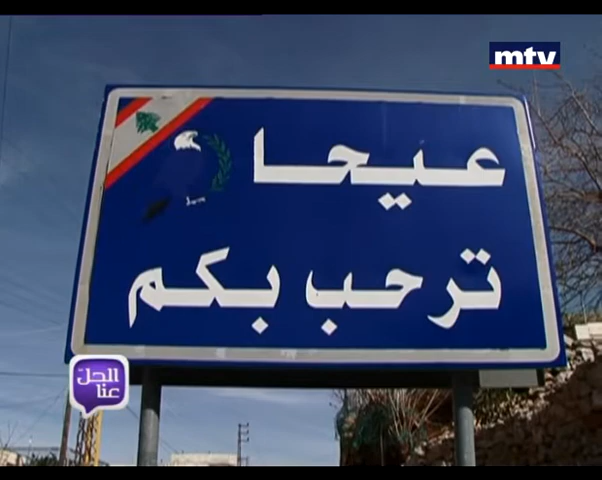 mtv
عيحا
ترحب بكم
الحل
عنا